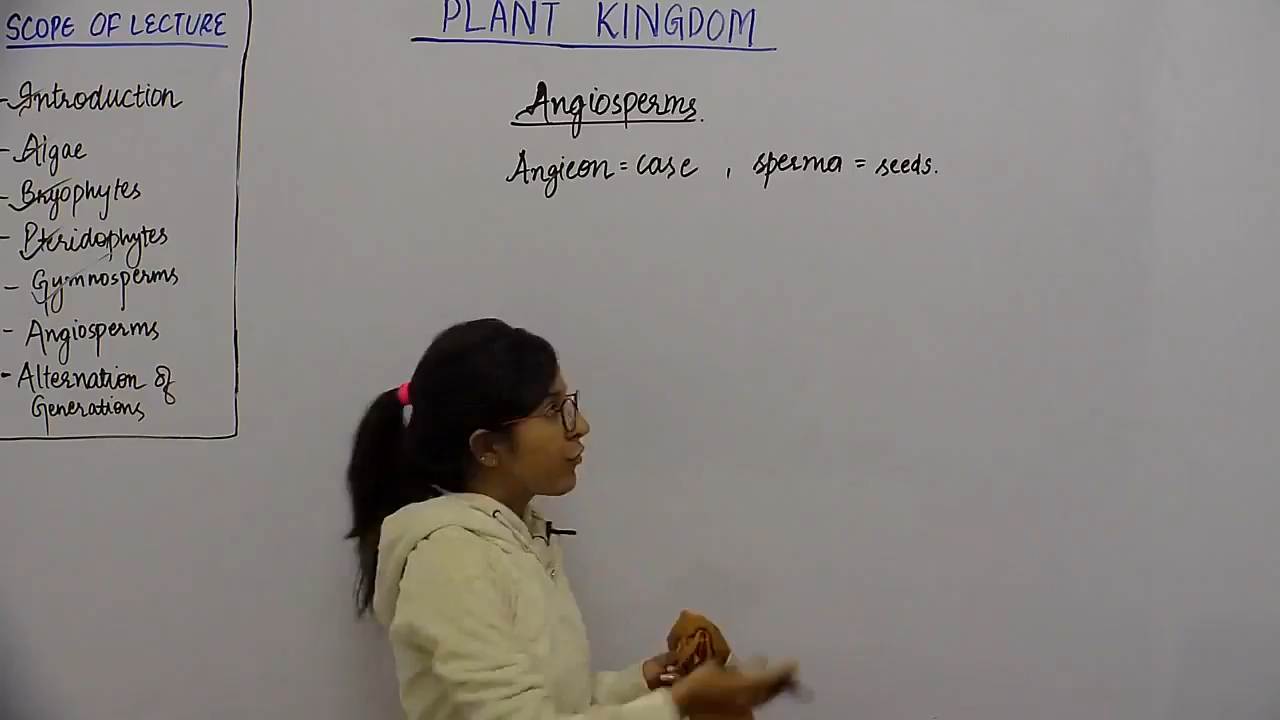 SCOPE OF LECTURE
- Introduction
- Algae
- Bryophytes
- Pteridophytes
- Gymnosperms
- Angiosperms
- Alternation of
Generations
PLANT KINGDOM
Angiosperms.
Angieon = case , sperma = seeds.